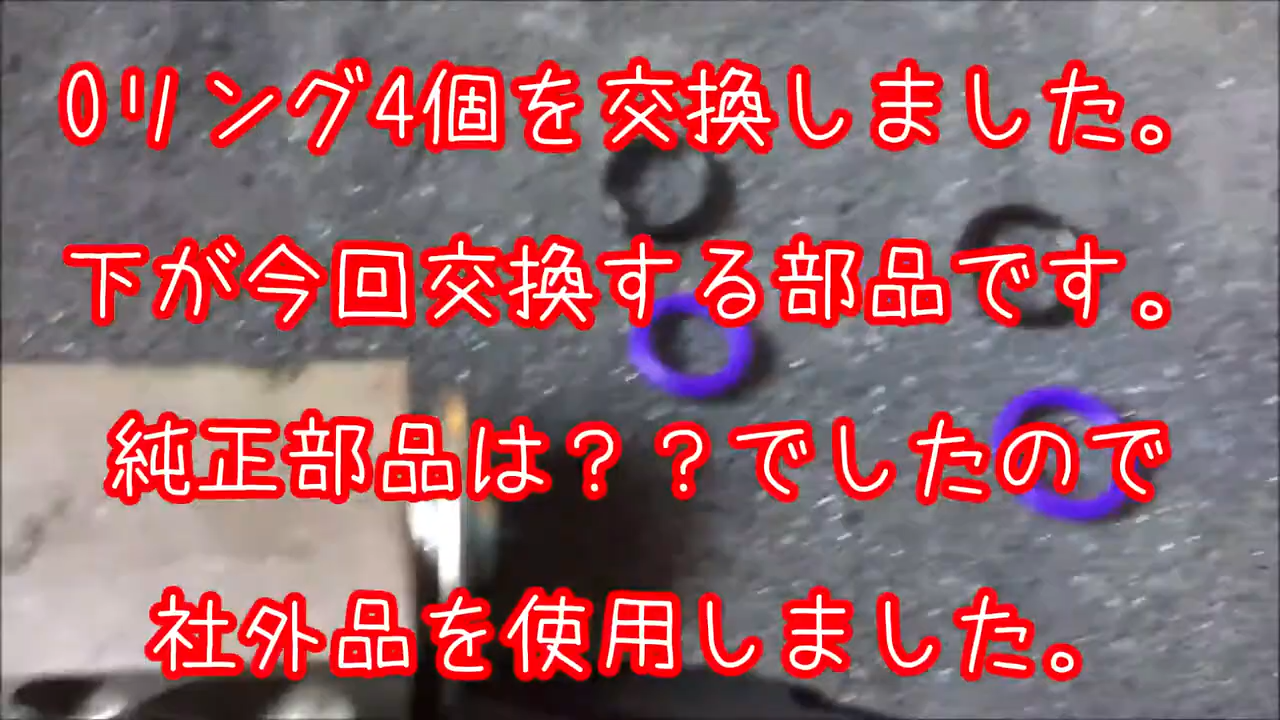 Oリング4個を交換しました。
下が今回交換する部品です。
純正部品は？？でしたので
社外品を使用しました。